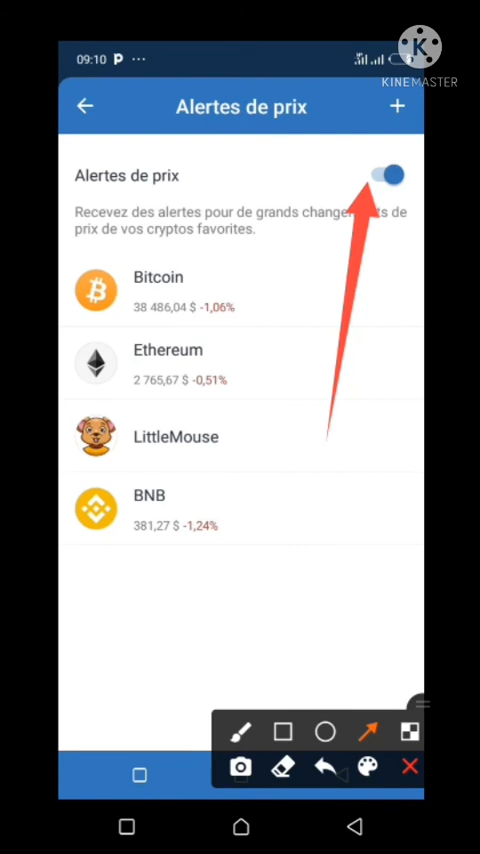 09:10
KINEMASTER
Alertes de prix
Alertes de prix
Recevez des alertes pour de grands changements de
prix de vos cryptos favorites.
Bitcoin
38 486,04 $ -1,06%
Ethereum
2 765,67 $ -0,51%
LittleMouse
BNB
381,27 $ -1,24%